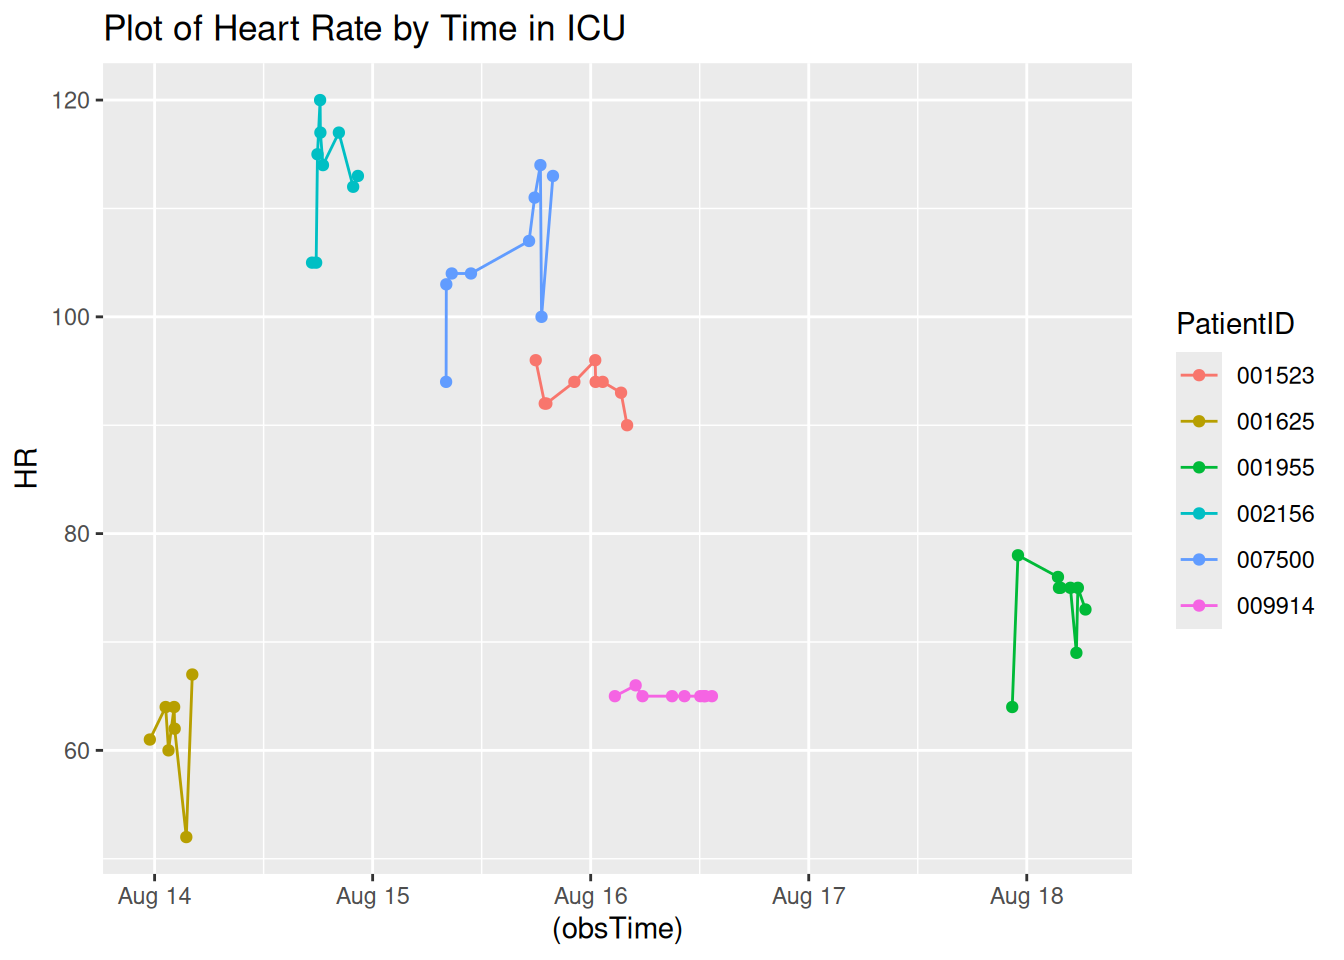 Plot of Heart Rate by Time in ICU
120
100
80
60
HR
Aug 14 Aug 15 Aug 16 Aug 17 Aug 18
(obsTime)
PatientID
001523
001625
001955
002156
007500
009914